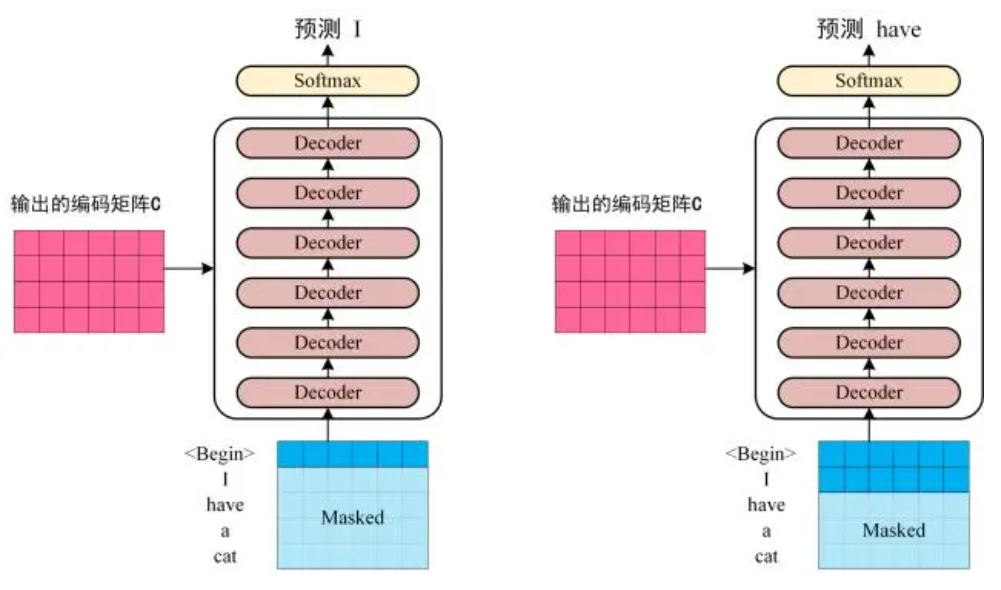 预测 I
Softmax
Decoder
Decoder
Decoder
Decoder
Decoder
Decoder
输出的编码矩阵C
<Begin>
I
have
a
cat
Masked
预测 have
Softmax
Decoder
Decoder
Decoder
Decoder
Decoder
Decoder
输出的编码矩阵C
<Begin>
I
have
a
cat
Masked